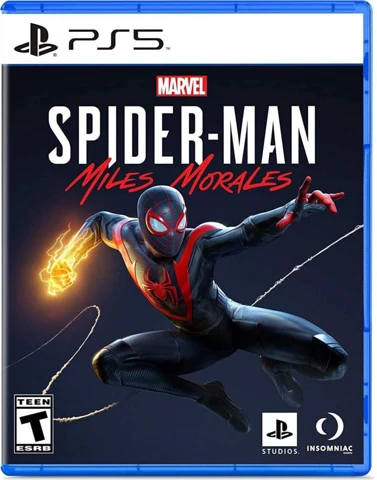 PS5
MARVEL
SPIDER-MAN
MILES MORALES
TEEN
T
ESRB
STUDIOS
INSOMNIAC